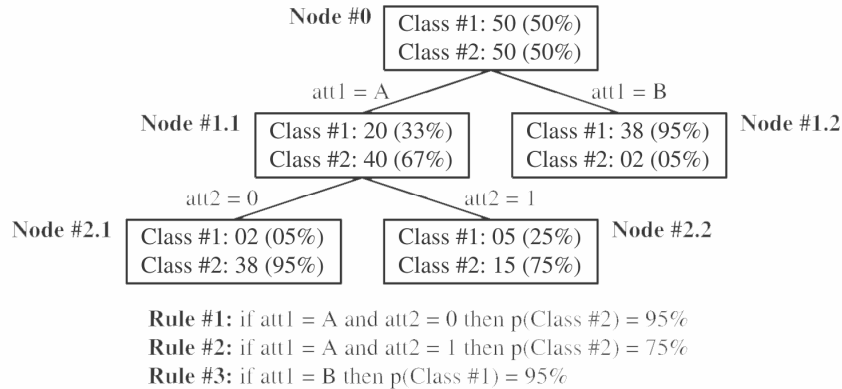 Node #0
Class #1: 50 (50%)
Class #2: 50 (50%)
att1 = A
att1 = B
Node #1.1
Class #1: 20 (33%)
Class #2: 40 (67%)
Class #1: 38 (95%)
Class #2: 02 (05%)
Node #1.2
att2 = 0
att2 = 1
Node #2.1
Class #1: 02 (05%)
Class #2: 38 (95%)
Class #1: 05 (25%)
Class #2: 15 (75%)
Node #2.2
Rule #1: if att1 = A and att2 = 0 then p(Class #2) = 95%
Rule #2: if att1 = A and att2 = 1 then p(Class #2) = 75%
Rule #3: if att1 = B then p(Class #1) = 95%